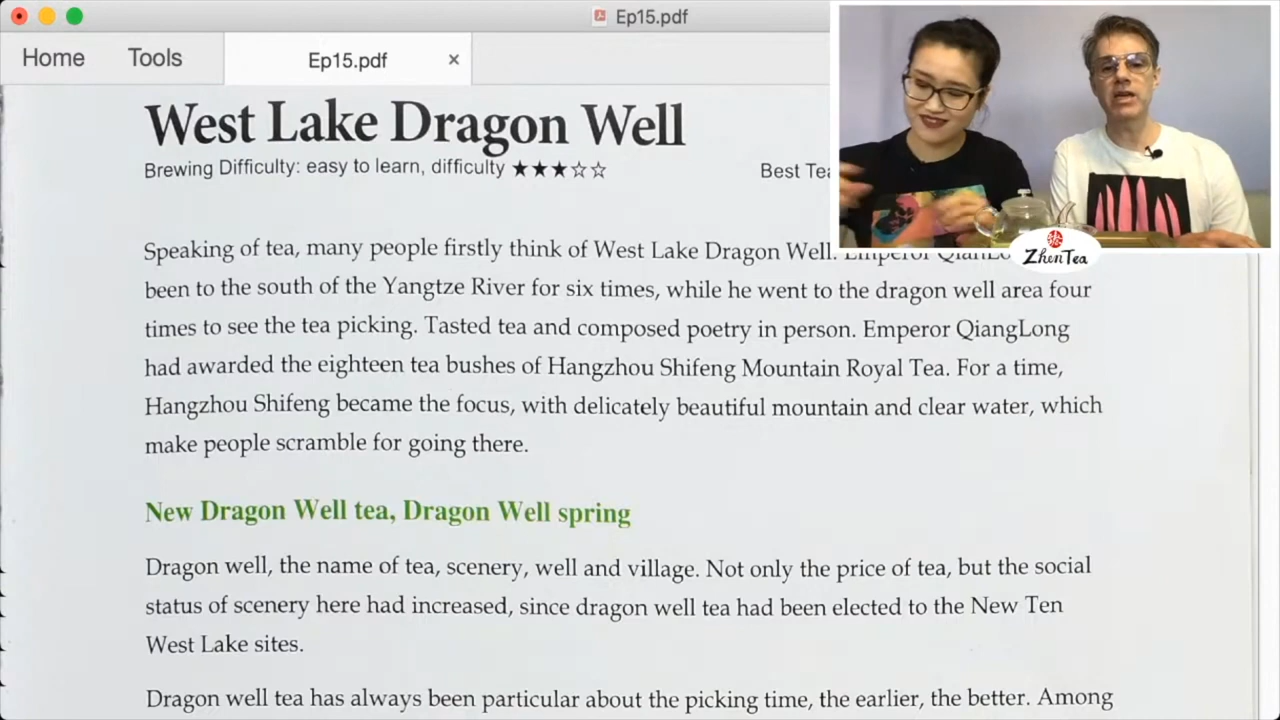 Ep15.pdf
Home
Tools
Ep15.pdf
West Lake Dragon Well
Brewing Difficulty: easy to learn, difficulty ★★★☆☆
Best Tea
ZhenTea
Speaking of tea, many people firstly think of West Lake Dragon Well. Emperor
been to the south of the Yangtze River for six times, while he went to the dragon well area four
times to see the tea picking. Tasted tea and composed poetry in person. Emperor QiangLong
had awarded the eighteen tea bushes of Hangzhou Shifeng Mountain Royal Tea. For a time,
Hangzhou Shifeng became the focus, with delicately beautiful mountain and clear water, which
make people scramble for going there.
New Dragon Well tea, Dragon Well spring
Dragon well, the name of tea, scenery, well and village. Not only the price of tea, but the social
status of scenery here had increased, since dragon well tea had been elected to the New Ten
West Lake sites.
Dragon well tea has always been particular about the picking time, the earlier, the better. Among